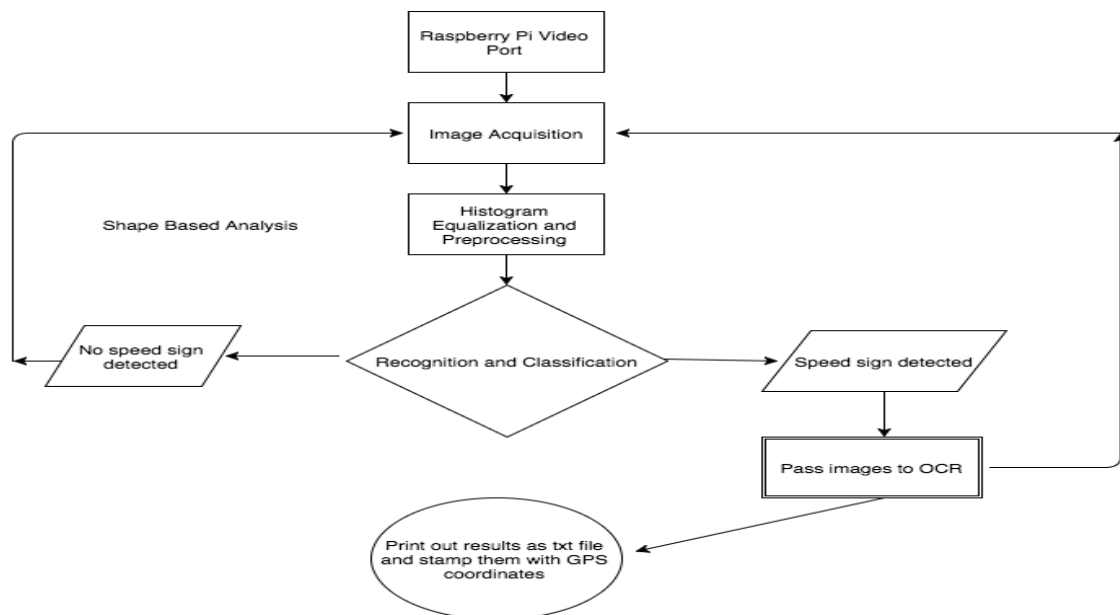 Raspberry Pi Video
Port
Image Acquisition
Histogram
Equalization and
Preprocessing
Shape Based Analysis
No speed sign
detected
Recognition and Classification
Speed sign detected
Pass images to OCR
Print out results as txt file
and stamp them with GPS
coordinates